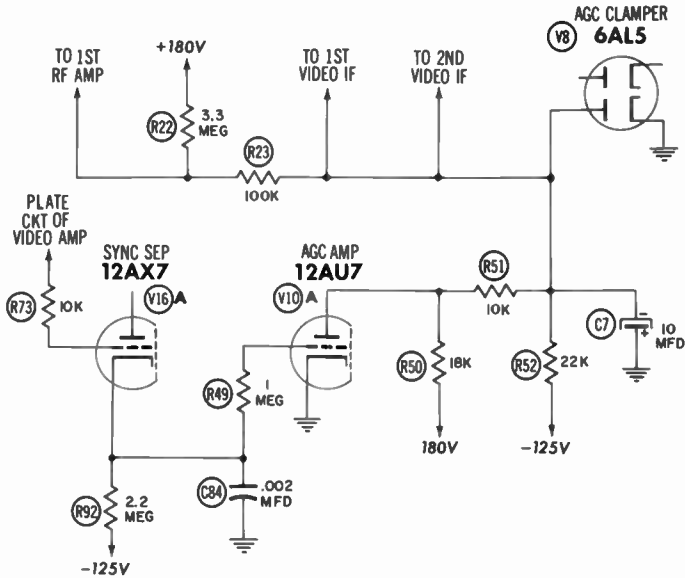 AGC CLAMPER
V8 6AL5
TO 1ST
RF AMP
+180V
TO 1ST
VIDEO IF
TO 2ND
VIDEO IF
R22
3.3
MEG
R23
100K
PLATE
CKT OF
VIDEO AMP
SYNC SEP
12AX7
V16 A
AGC AMP
12AU7
V10 A
R73
10K
R51
10K
C7
-
+
10
MFD
R49
1
MEG
R50
18K
R52
22K
180V
-125V
R92
2.2
MEG
C84
.002
MFD
-125V